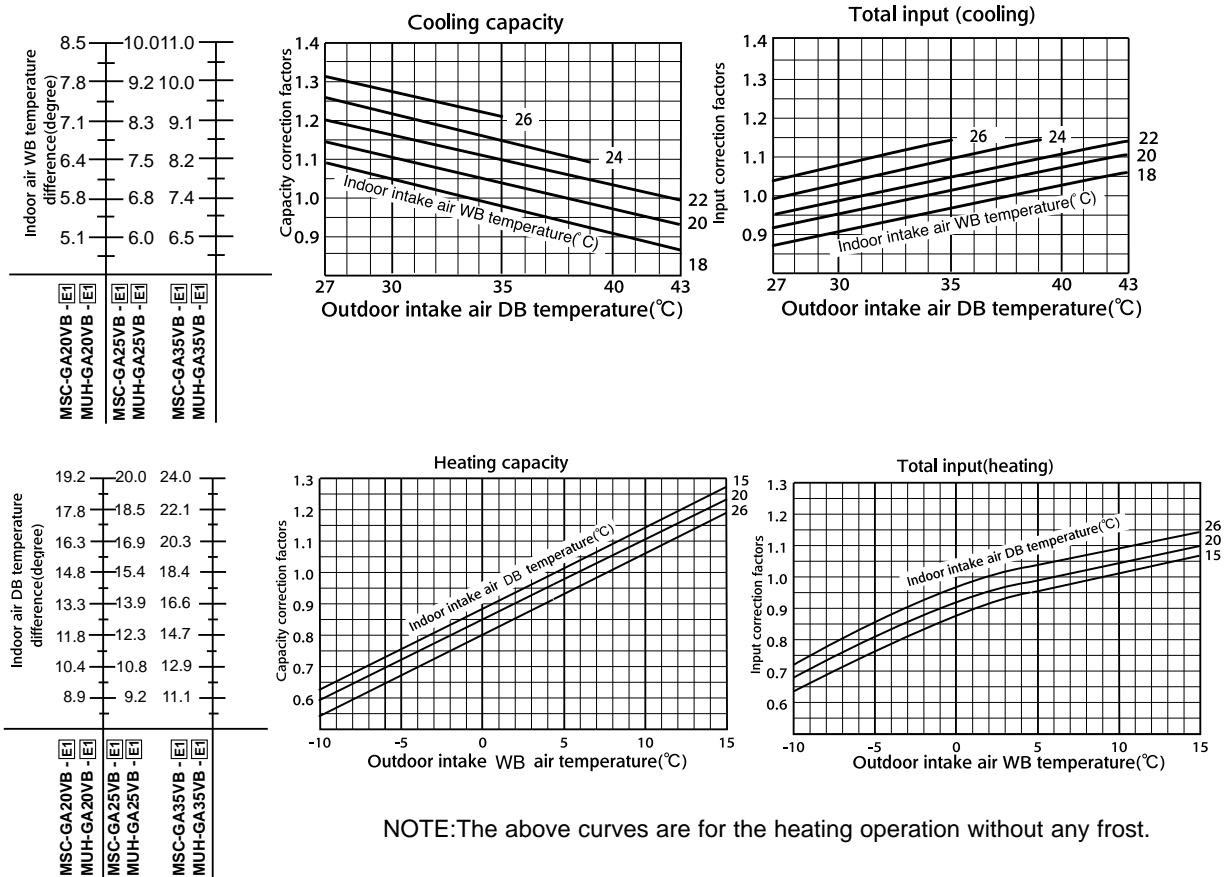 Cooling capacity
Total input (cooling)
Indoor air WB temperature
difference(degree)
8.5 10.0 11.0
7.8 9.2 10.0
7.1 8.3 9.1
6.4 7.5 8.2
5.8 6.8 7.4
5.1 6.0 6.5
MSC-GA20VB - E1
MUH-GA20VB - E1
MSC-GA25VB - E1
MUH-GA25VB - E1
MSC-GA35VB - E1
MUH-GA35VB - E1
Capacity correction factors
1.4
1.3
1.2
1.1
1.0
0.9
26
24
22
20
18
Indoor intake air WB temperature(°C)
27 30 35 40 43
Outdoor intake air DB temperature(°C)
Input correction factors
1.4
1.3
1.2
1.1
1.0
0.9
26
24
22
20
18
Indoor intake air WB temperature(°C)
27 30 35 40 43
Outdoor intake air DB temperature(°C)
Indoor air DB temperature
difference(degree)
19.2 20.0 24.0
17.8 18.5 22.1
16.3 16.9 20.3
14.8 15.4 18.4
13.3 13.9 16.6
11.8 12.3 14.7
10.4 10.8 12.9
8.9 9.2 11.1
MSC-GA20VB - E1
MUH-GA20VB - E1
MSC-GA25VB - E1
MUH-GA25VB - E1
MSC-GA35VB - E1
MUH-GA35VB - E1
Heating capacity
Capacity correction factors
1.3
1.2
1.1
1.0
0.9
0.8
0.7
0.6
15
20
26
Indoor intake air DB temperature(°C)
-10 -5 0 5 10 15
Outdoor intake WB air temperature(°C)
Total input(heating)
Input correction factors
1.3
1.2
1.1
1.0
0.9
0.8
0.7
0.6
26
20
15
Indoor intake air DB temperature(°C)
-10 -5 0 5 10 15
Outdoor intake air WB temperature(°C)
NOTE:The above curves are for the heating operation without any frost.